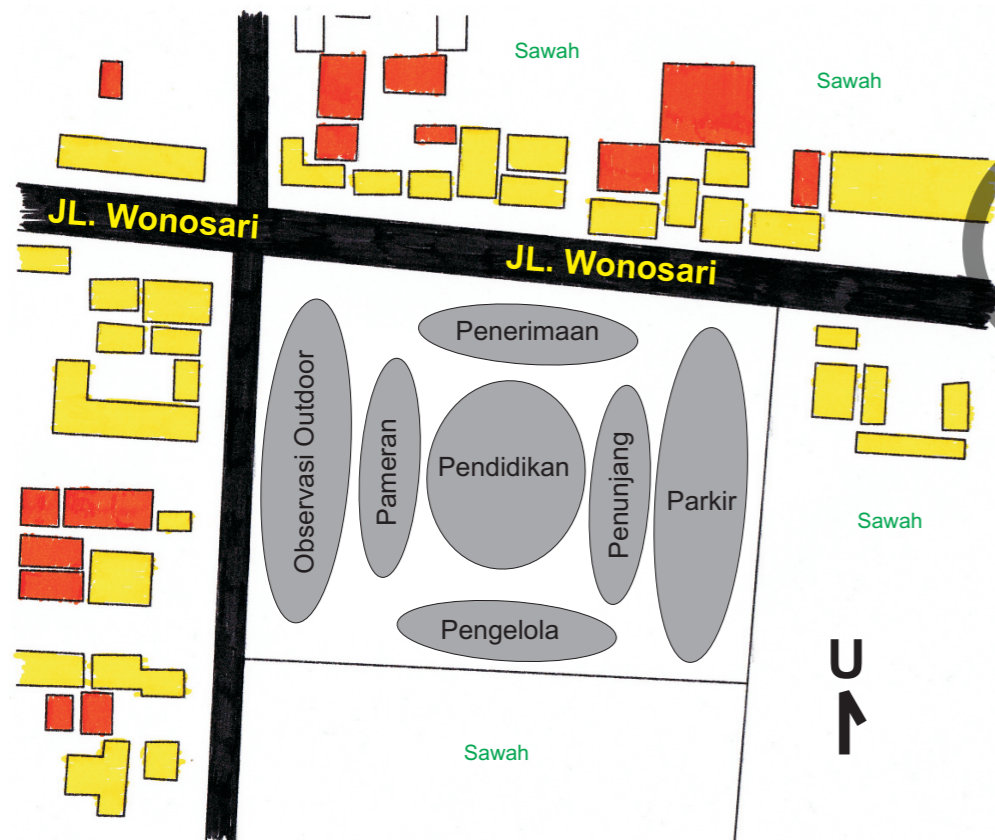 Sawah
Sawah
JL. Wonosari
JL. Wonosari
Penerimaan
Observasi Outdoor
Pameran
Pendidikan
Penunjang
Parkir
Sawah
Pengelola
U
Sawah